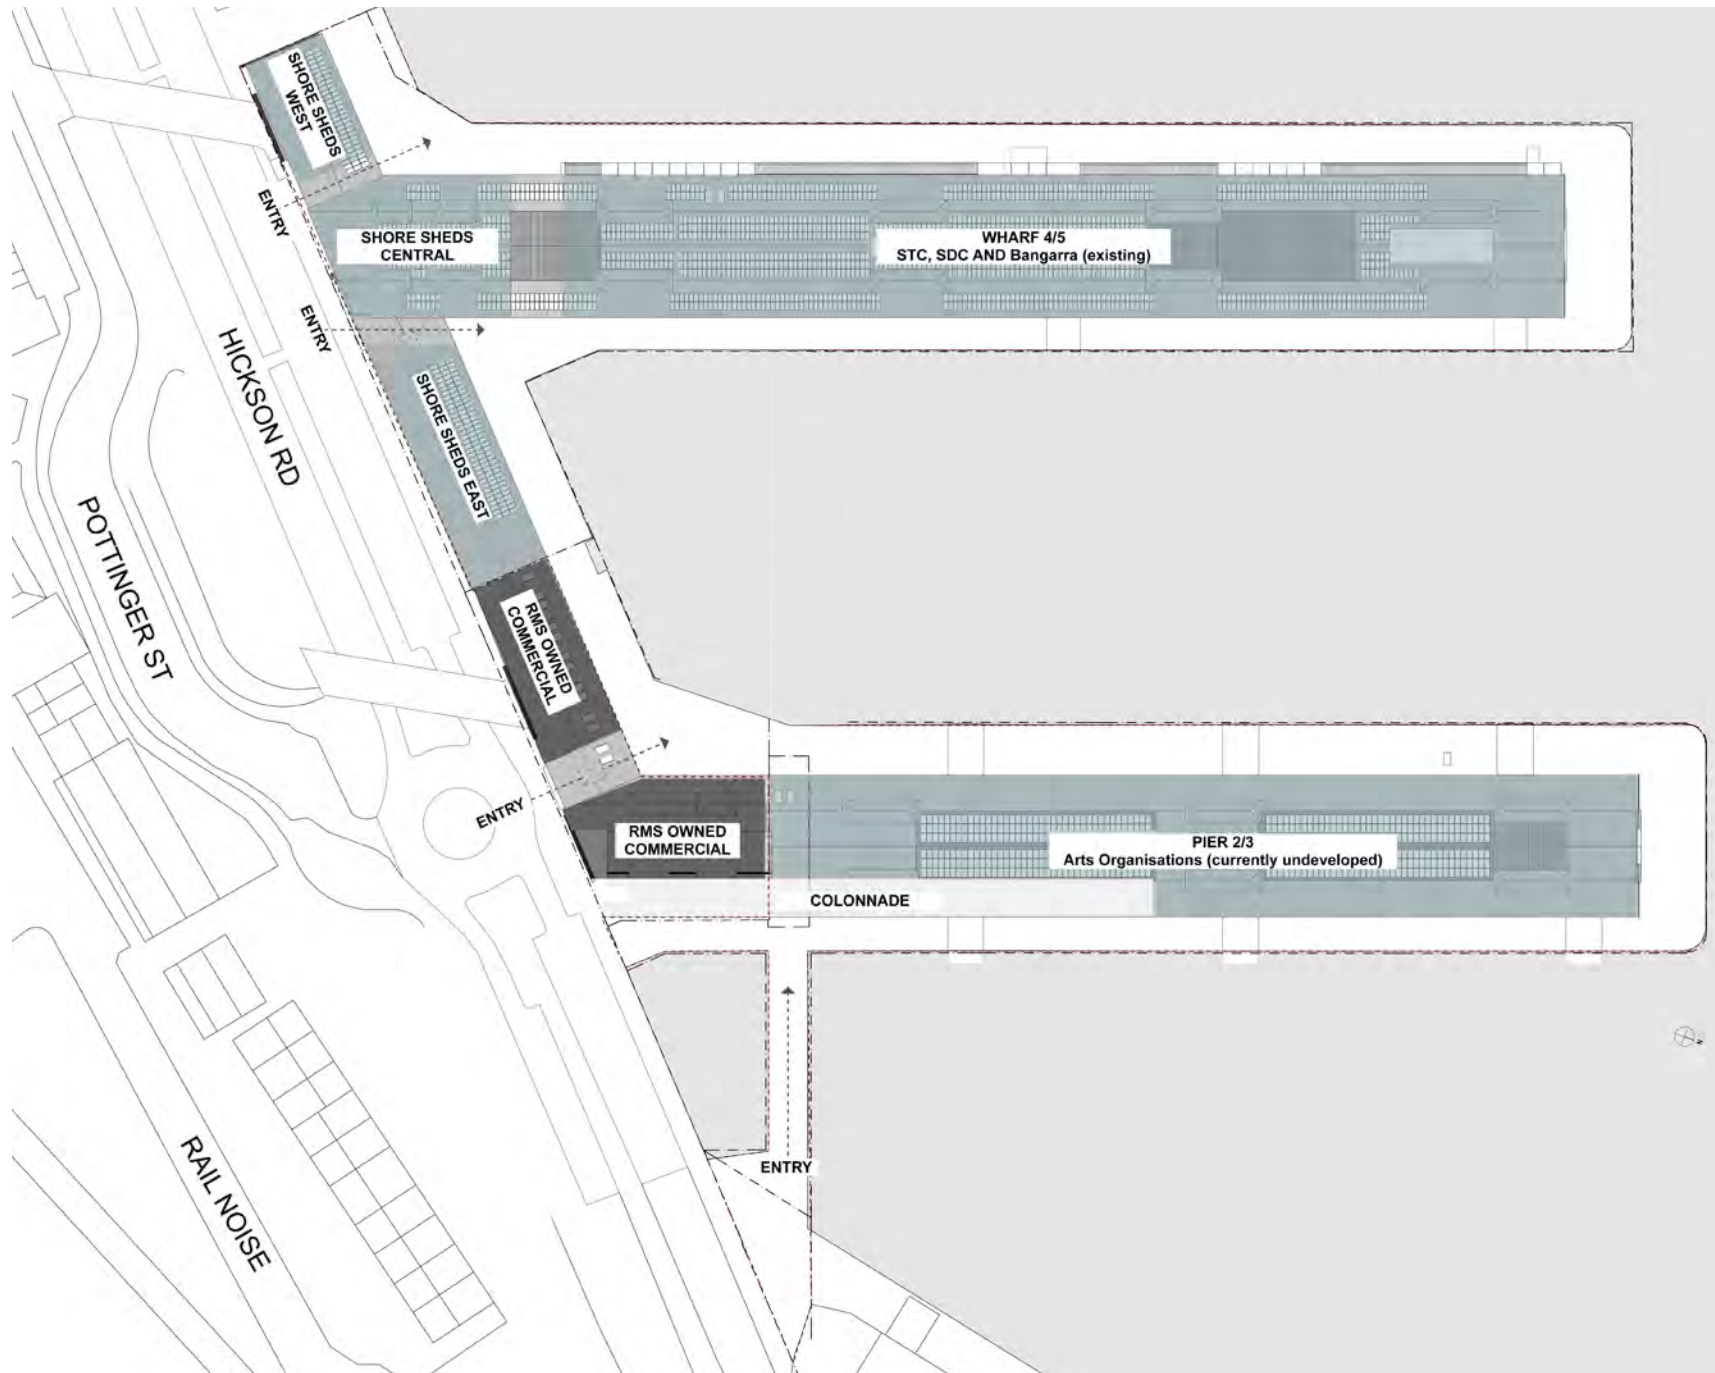 SHORE SHEDS
WEST
ENTRY
SHORE SHEDS
CENTRAL
WHARF 4/5
STC, SDC AND Bangarra (existing)
ENTRY
HICKSON RD
SHORE SHEDS EAST
POTTINGER ST
RMS OWNED
COMMERCIAL
ENTRY
RMS OWNED
COMMERCIAL
PIER 2/3
Arts Organisations (currently undeveloped)
COLONNADE
N
ENTRY
RAIL NOISE